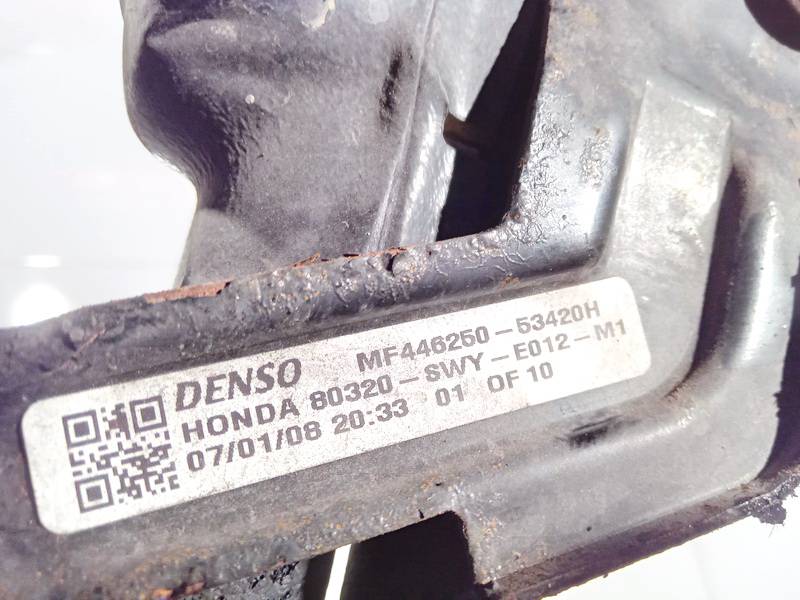 DENSO MF446250-53420H
HONDA 80320-SWY-E012-M1
07/01/08 20:33 01 OF 10